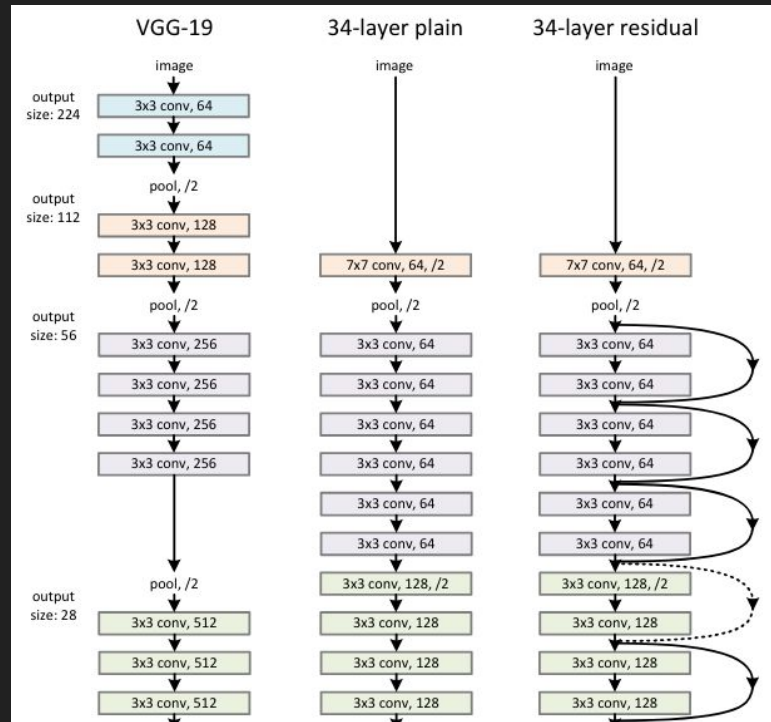 VGG-19
34-layer plain
34-layer residual
image
image
image
output
size: 224
3x3 conv, 64
3x3 conv, 64
pool, /2
output
size: 112
3x3 conv, 128
3x3 conv, 128
7x7 conv, 64, /2
7x7 conv, 64, /2
pool, /2
pool, /2
pool, /2
output
size: 56
3x3 conv, 256
3x3 conv, 64
3x3 conv, 64
3x3 conv, 256
3x3 conv, 64
3x3 conv, 64
3x3 conv, 256
3x3 conv, 64
3x3 conv, 64
3x3 conv, 256
3x3 conv, 64
3x3 conv, 64
3x3 conv, 64
3x3 conv, 64
3x3 conv, 64
3x3 conv, 64
pool, /2
3x3 conv, 128, /2
3x3 conv, 128, /2
output
size: 28
3x3 conv, 512
3x3 conv, 128
3x3 conv, 128
3x3 conv, 512
3x3 conv, 128
3x3 conv, 128
3x3 conv, 512
3x3 conv, 128
3x3 conv, 128